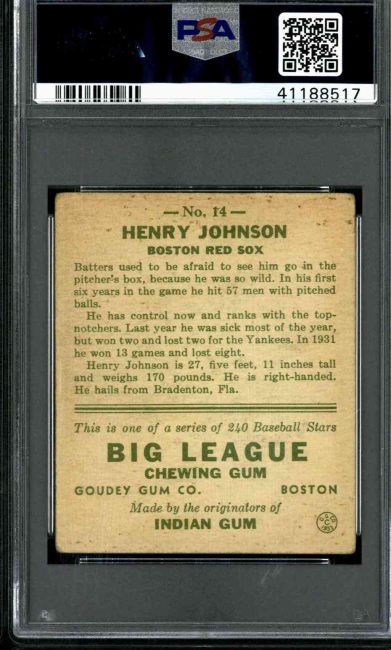 PSA
41188517
— No. 14 —
HENRY JOHNSON
BOSTON RED SOX
Batters used to be afraid to see him go in the
pitcher's box, because he was so wild. In his first
six years in the game he hit 57 men with pitched
balls.
He has control now and ranks with the top-
notchers. Last year he was sick most of the year,
but won two and lost two for the Yankees. In 1931
he won 13 games and lost eight.
Henry Johnson is 27, five feet, 11 inches tall
and weighs 170 pounds. He is right-handed.
He hails from Bradenton, Fla.
This is one of a series of 240 Baseball Stars
BIG LEAGUE
CHEWING GUM
GOUDEY GUM CO. BOSTON
Made by the originators of
INDIAN GUM